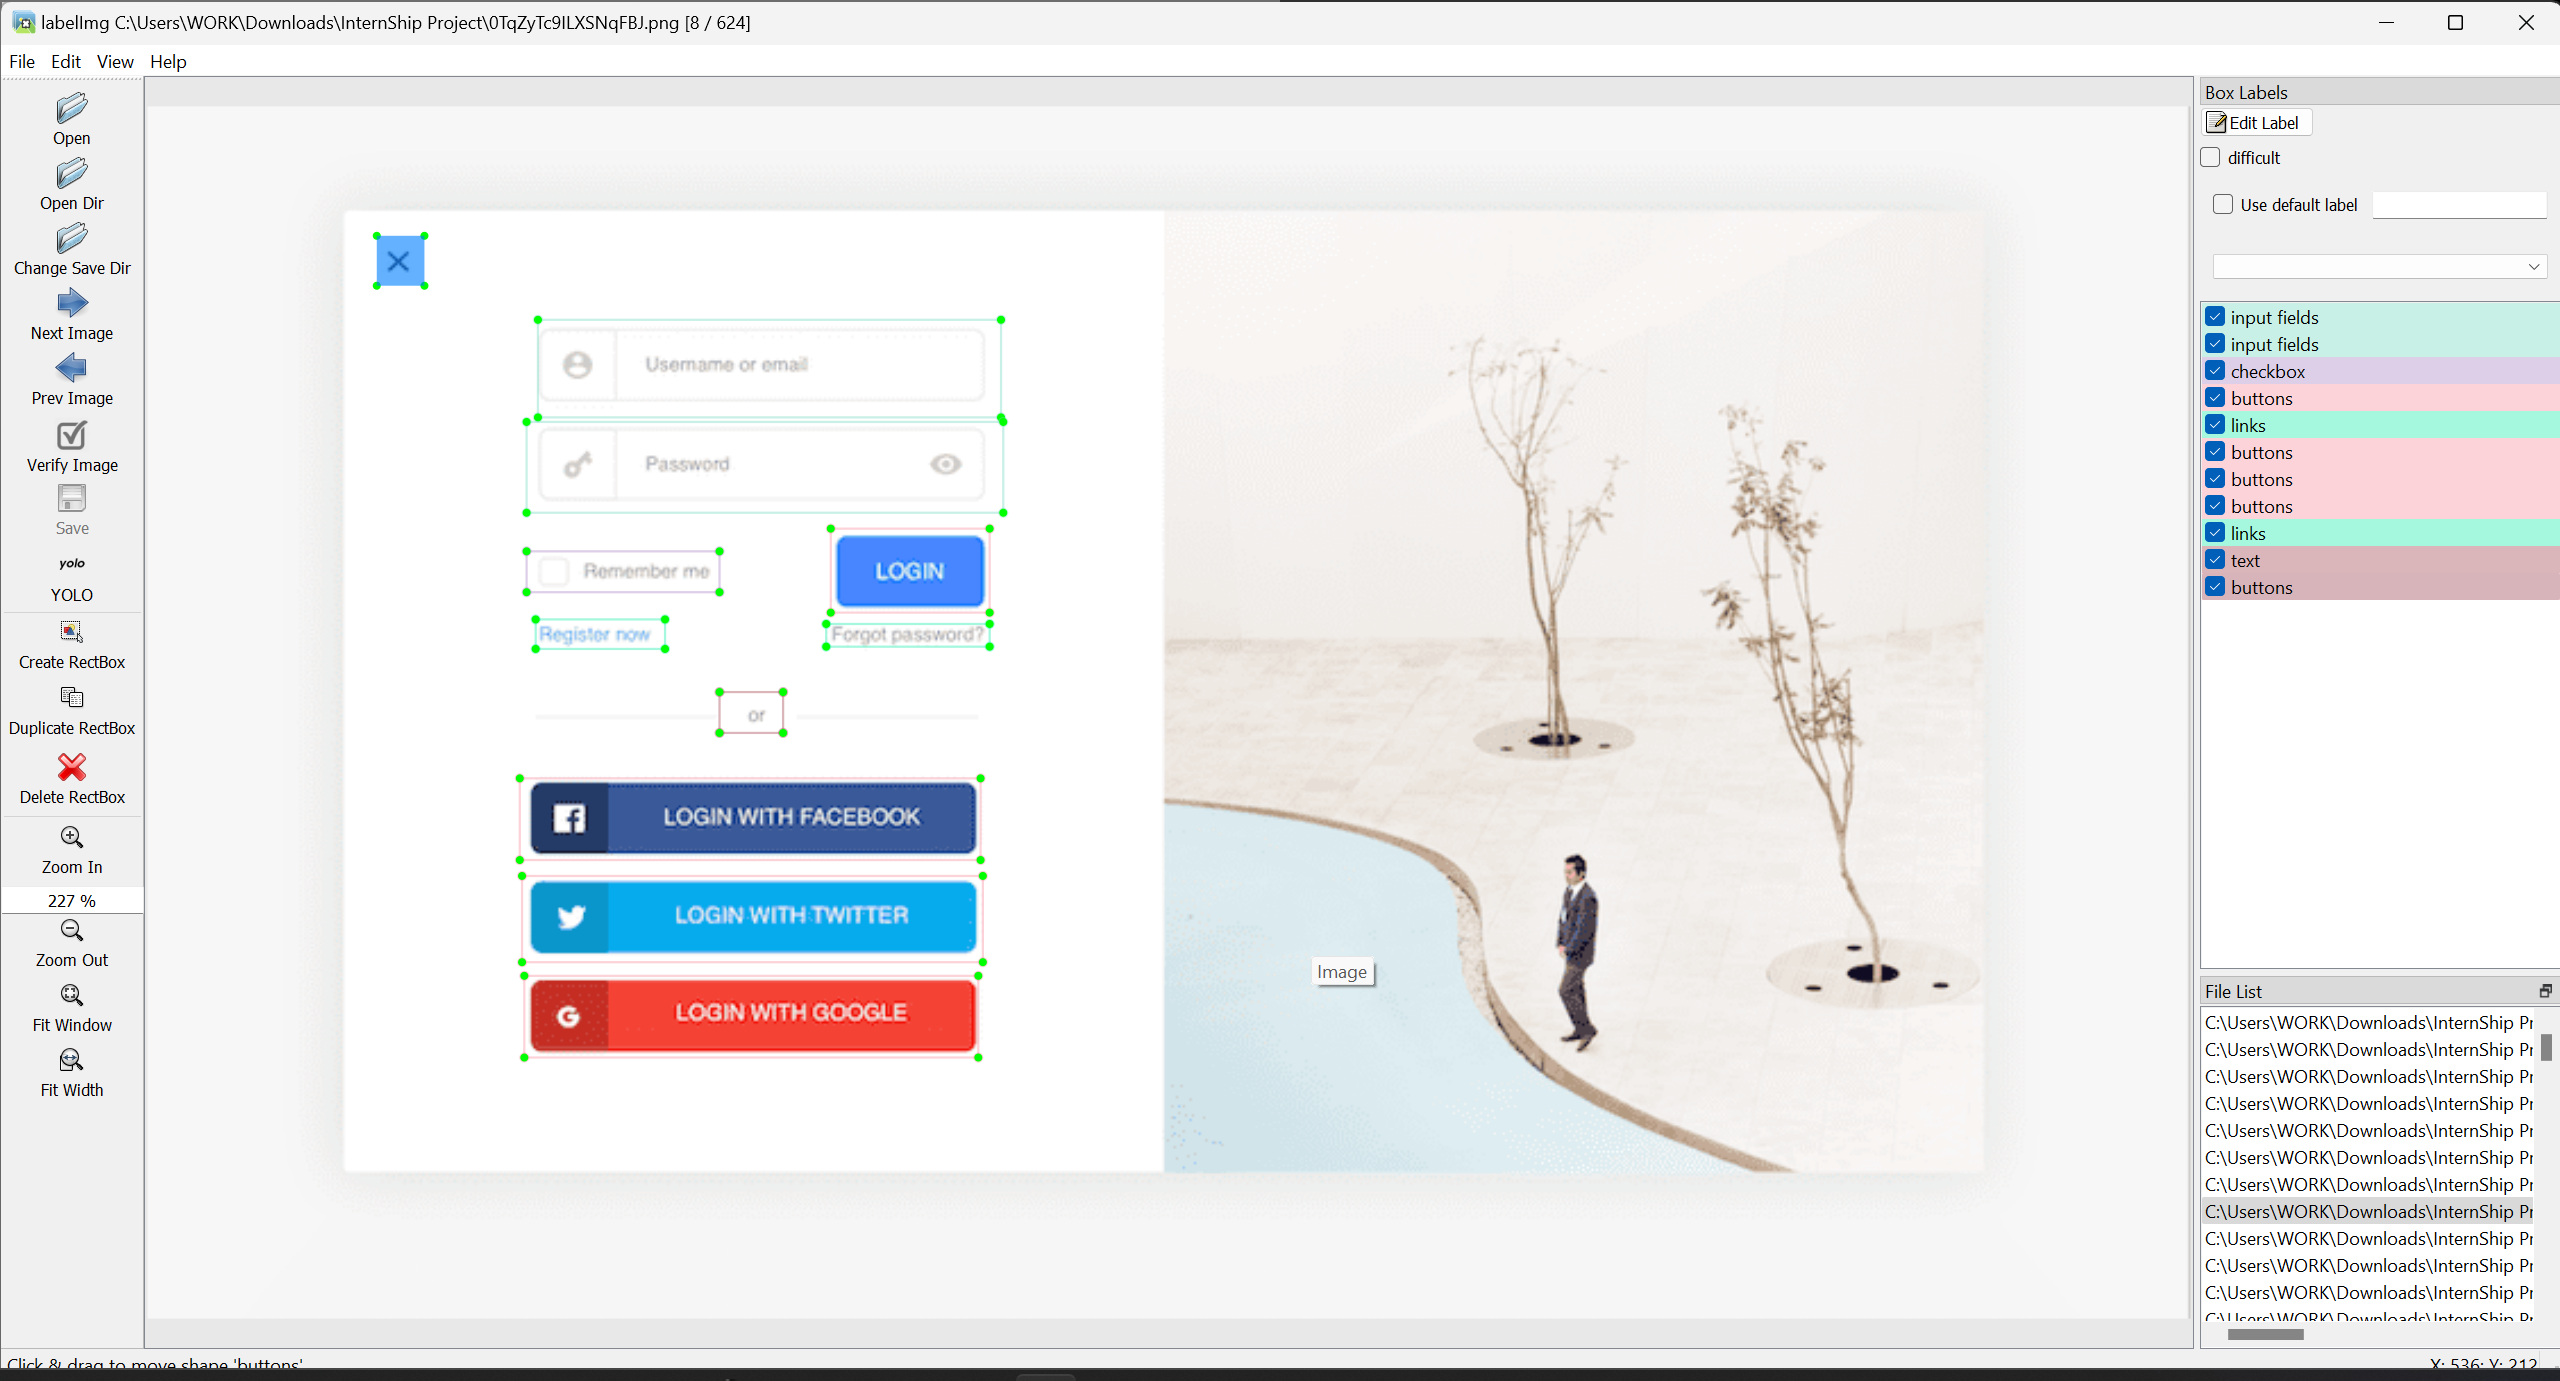 labelImg C:\Users\WORK\Downloads\InternShip Project\0TqZyTc9ILXSNqFBJ.png [8 / 624]
File Edit View Help
Open
Open Dir
Change Save Dir
Next Image
Prev Image
Verify Image
Save
yolo
YOLO
Create RectBox
Duplicate RectBox
Delete RectBox
Zoom In
227 %
Zoom Out
Fit Window
Fit Width
Username or email
Password
Remember me
LOGIN
Register now
Forgot password?
or
LOGIN WITH FACEBOOK
LOGIN WITH TWITTER
G
LOGIN WITH GOOGLE
Image
Box Labels
Edit Label
difficult
Use default label
input fields
input fields
checkbox
buttons
links
buttons
buttons
buttons
links
text
buttons
File List
C:\Users\WORK\Downloads\InternShip Pr
C:\Users\WORK\Downloads\InternShip Pr
C:\Users\WORK\Downloads\InternShip Pr
C:\Users\WORK\Downloads\InternShip Pr
C:\Users\WORK\Downloads\InternShip Pr
C:\Users\WORK\Downloads\InternShip Pr
C:\Users\WORK\Downloads\InternShip Pr
C:\Users\WORK\Downloads\InternShip Pr
C:\Users\WORK\Downloads\InternShip Pr
C:\Users\WORK\Downloads\InternShip Pr
C:\Users\WORK\Downloads\InternShip Pr
C:\Users\WORK\Downloads\InternShip Pr
Click & drag to move shape 'buttons'
X: 536; Y: 212